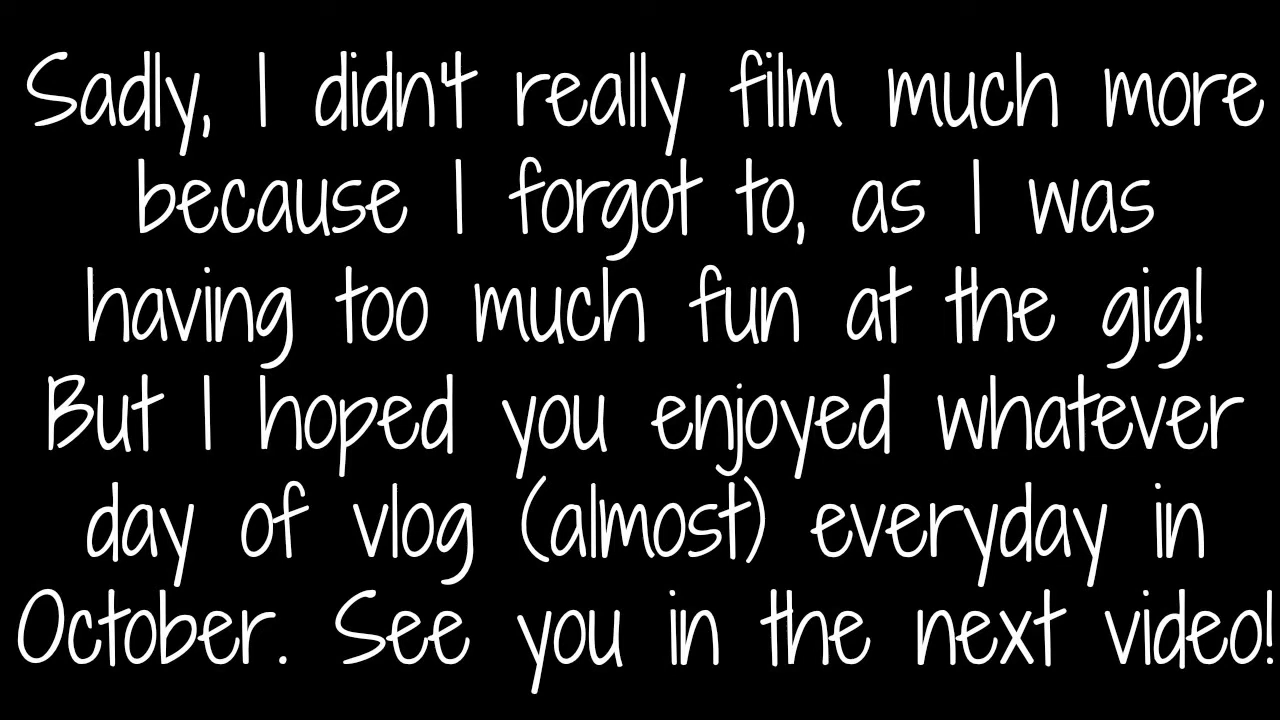 Sadly, I didn't really film much more
because I forgot to, as I was
having too much fun at the gig!
But I hoped you enjoyed whatever
day of vlog (almost) everyday in
October. See you in the next video!